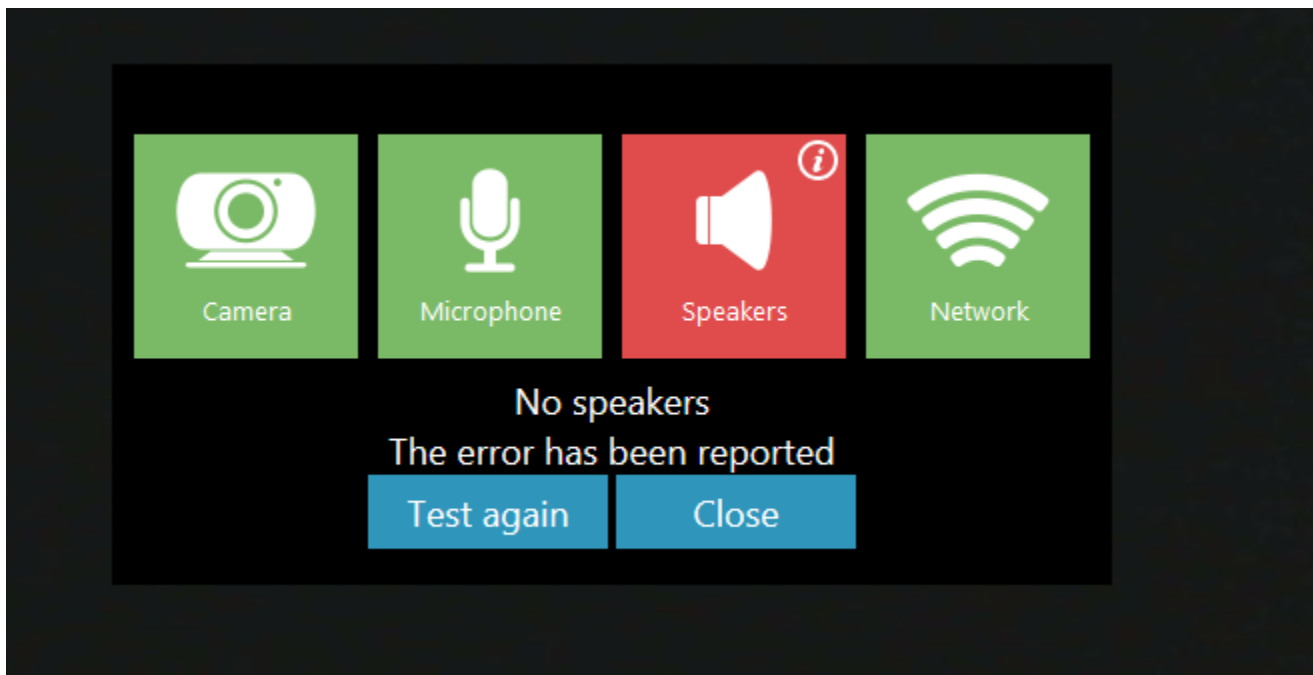 Camera
Microphone
Speakers
Network
No speakers
The error has been reported
Test again
Close